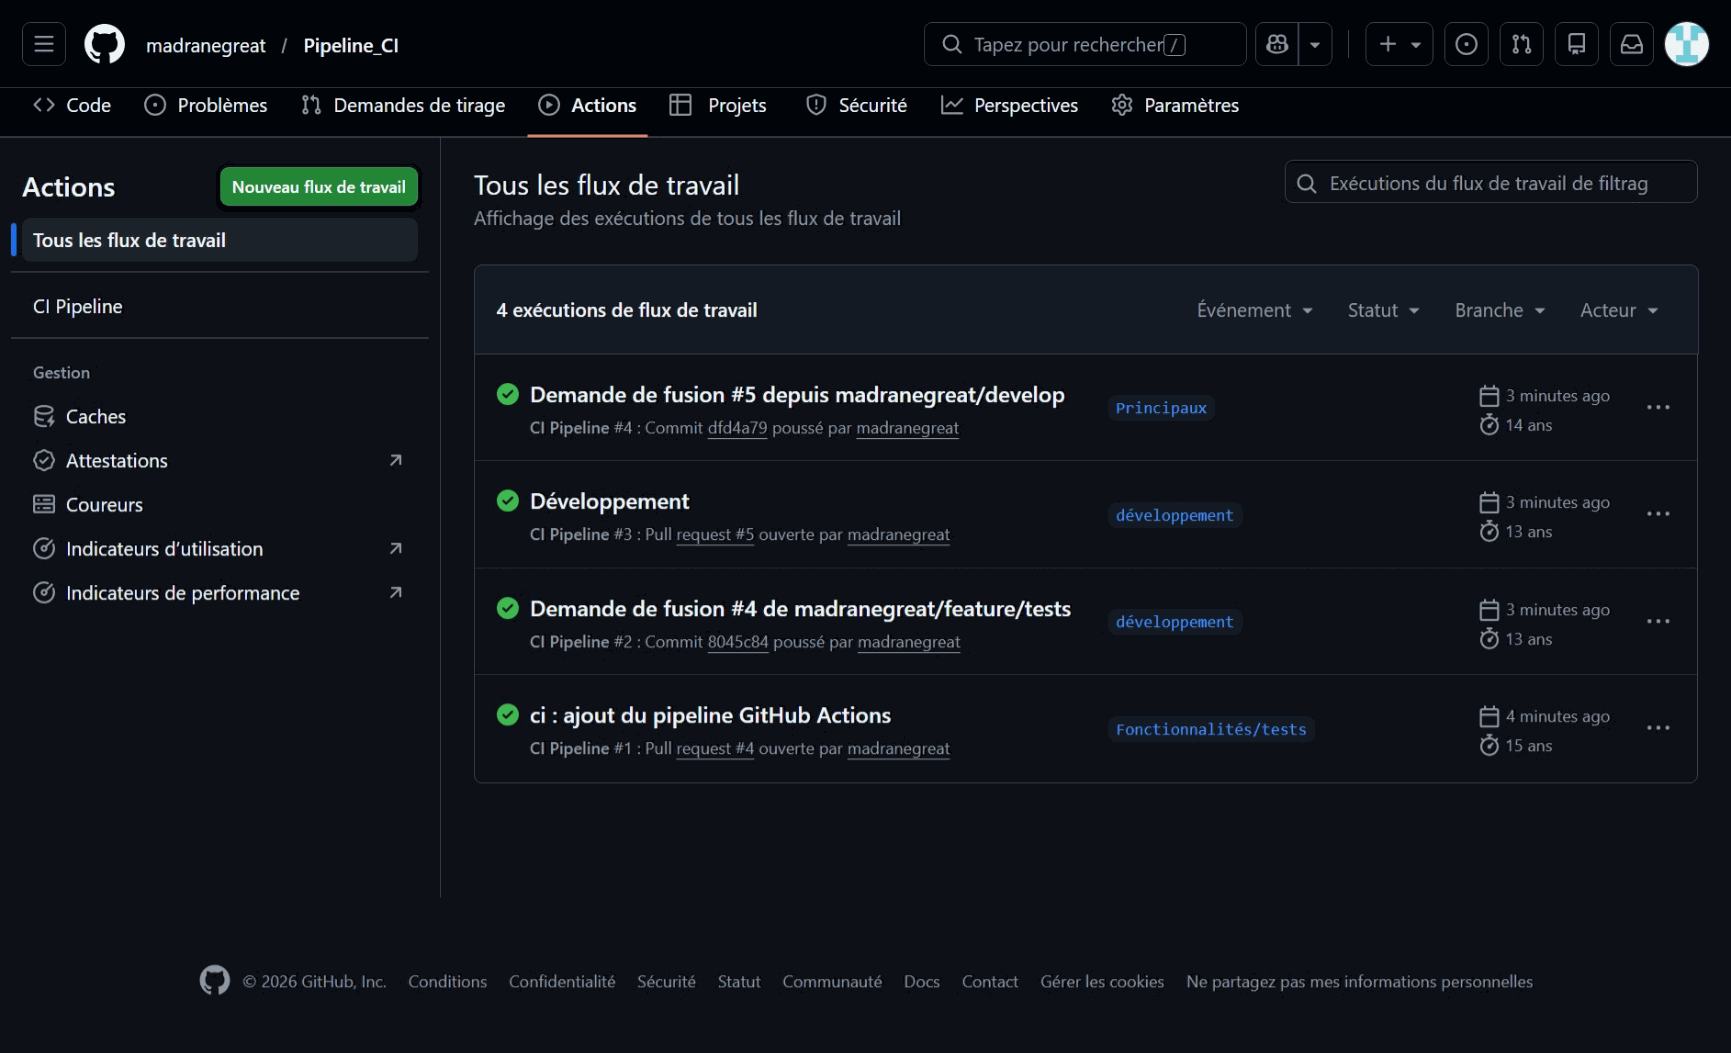 madranegreat / Pipeline_CI
Tapez pour rechercher /
Code
Problèmes
Demandes de tirage
Actions
Projets
Sécurité
Perspectives
Paramètres
Actions
Nouveau flux de travail
Tous les flux de travail
CI Pipeline
Gestion
Caches
Attestations
Coureurs
Indicateurs d’utilisation
Indicateurs de performance
Tous les flux de travail
Affichage des exécutions de tous les flux de travail
Exécutions du flux de travail de filtrag
4 exécutions de flux de travail
Événement
Statut
Branche
Acteur
Demande de fusion #5 depuis madranegreat/develop
CI Pipeline #4 : Commit dfd4a79 poussé par madranegreat
Principaux
3 minutes ago
14 ans
Développement
CI Pipeline #3 : Pull request #5 ouverte par madranegreat
développement
3 minutes ago
13 ans
Demande de fusion #4 de madranegreat/feature/tests
CI Pipeline #2 : Commit 8045c84 poussé par madranegreat
développement
3 minutes ago
13 ans
ci : ajout du pipeline GitHub Actions
CI Pipeline #1 : Pull request #4 ouverte par madranegreat
Fonctionnalités/tests
4 minutes ago
15 ans
© 2026 GitHub, Inc.
Conditions
Confidentialité
Sécurité
Statut
Communauté
Docs
Contact
Gérer les cookies
Ne partagez pas mes informations personnelles